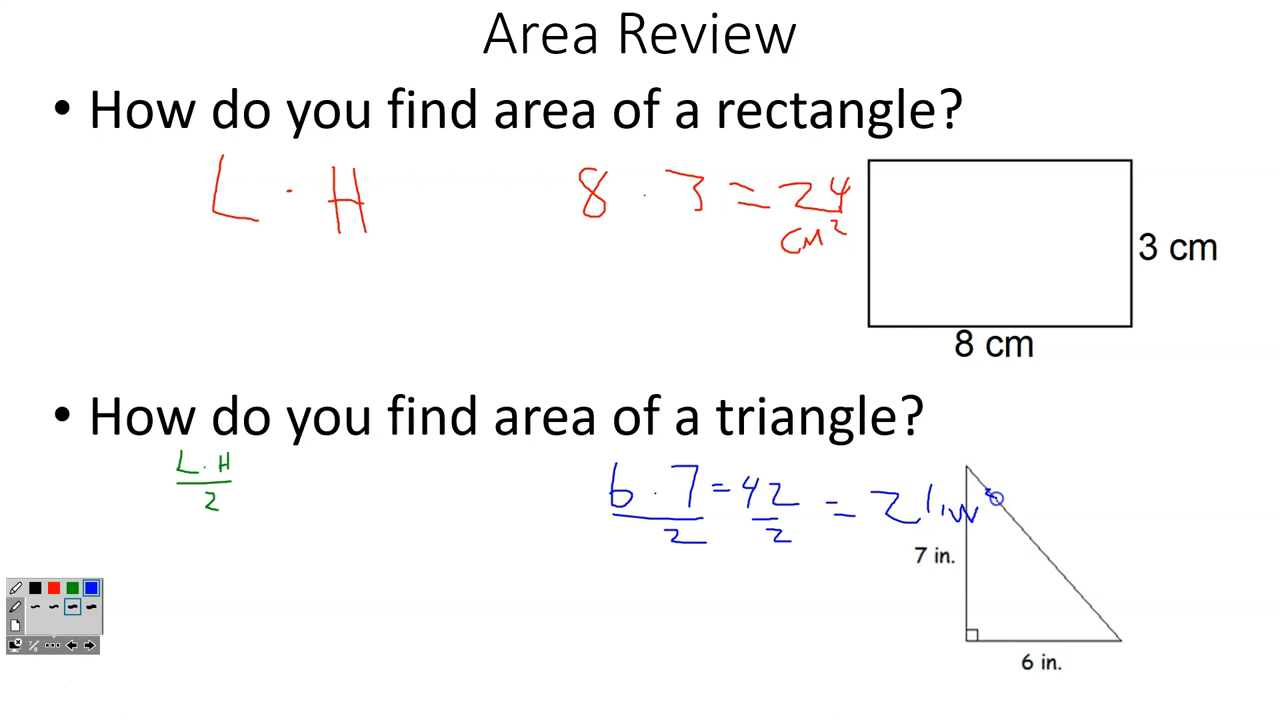 Area Review
• How do you find area of a rectangle?
L · H
8 · 3 = 24
cm²
3 cm
8 cm
• How do you find area of a triangle?
L · H
2
6 · 7 = 42 = 21 in
2 2
7 in.
6 in.